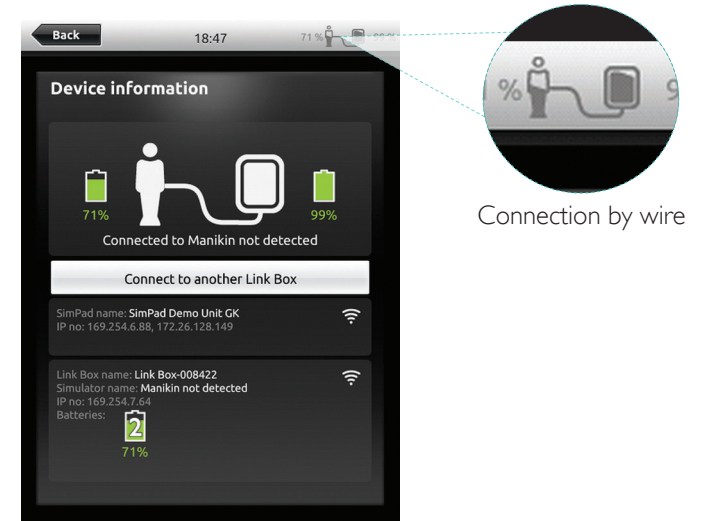 Back
18:47
71 %
99 %
% 9
Device information
71%
99%
Connected to Manikin not detected
Connection by wire
Connect to another Link Box
SimPad name: SimPad Demo Unit GK
IP no: 169.254.6.88, 172.26.128.149
Link Box name: Link Box-008422
Simulator name: Manikin not detected
IP no: 169.254.7.64
Batteries:
2
71%